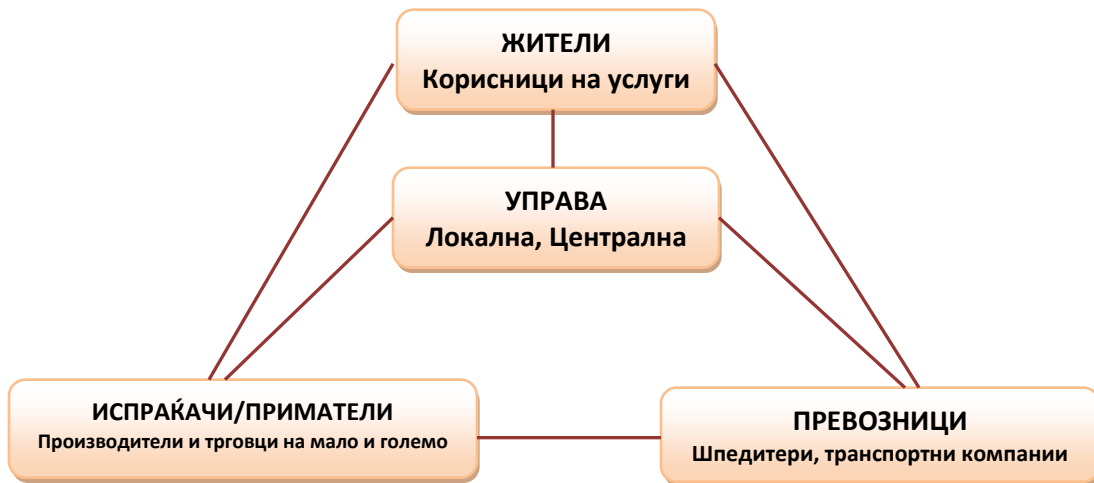 ЖИТЕЛИ
Корисници на услуги
УПРАВА
Локална, Централна
ИСПРАЌАЧИ/ПРИМАТЕЛИ
Производители и трговци на мало и големо
ПРЕВОЗНИЦИ
Шпедитери, транспортни компании